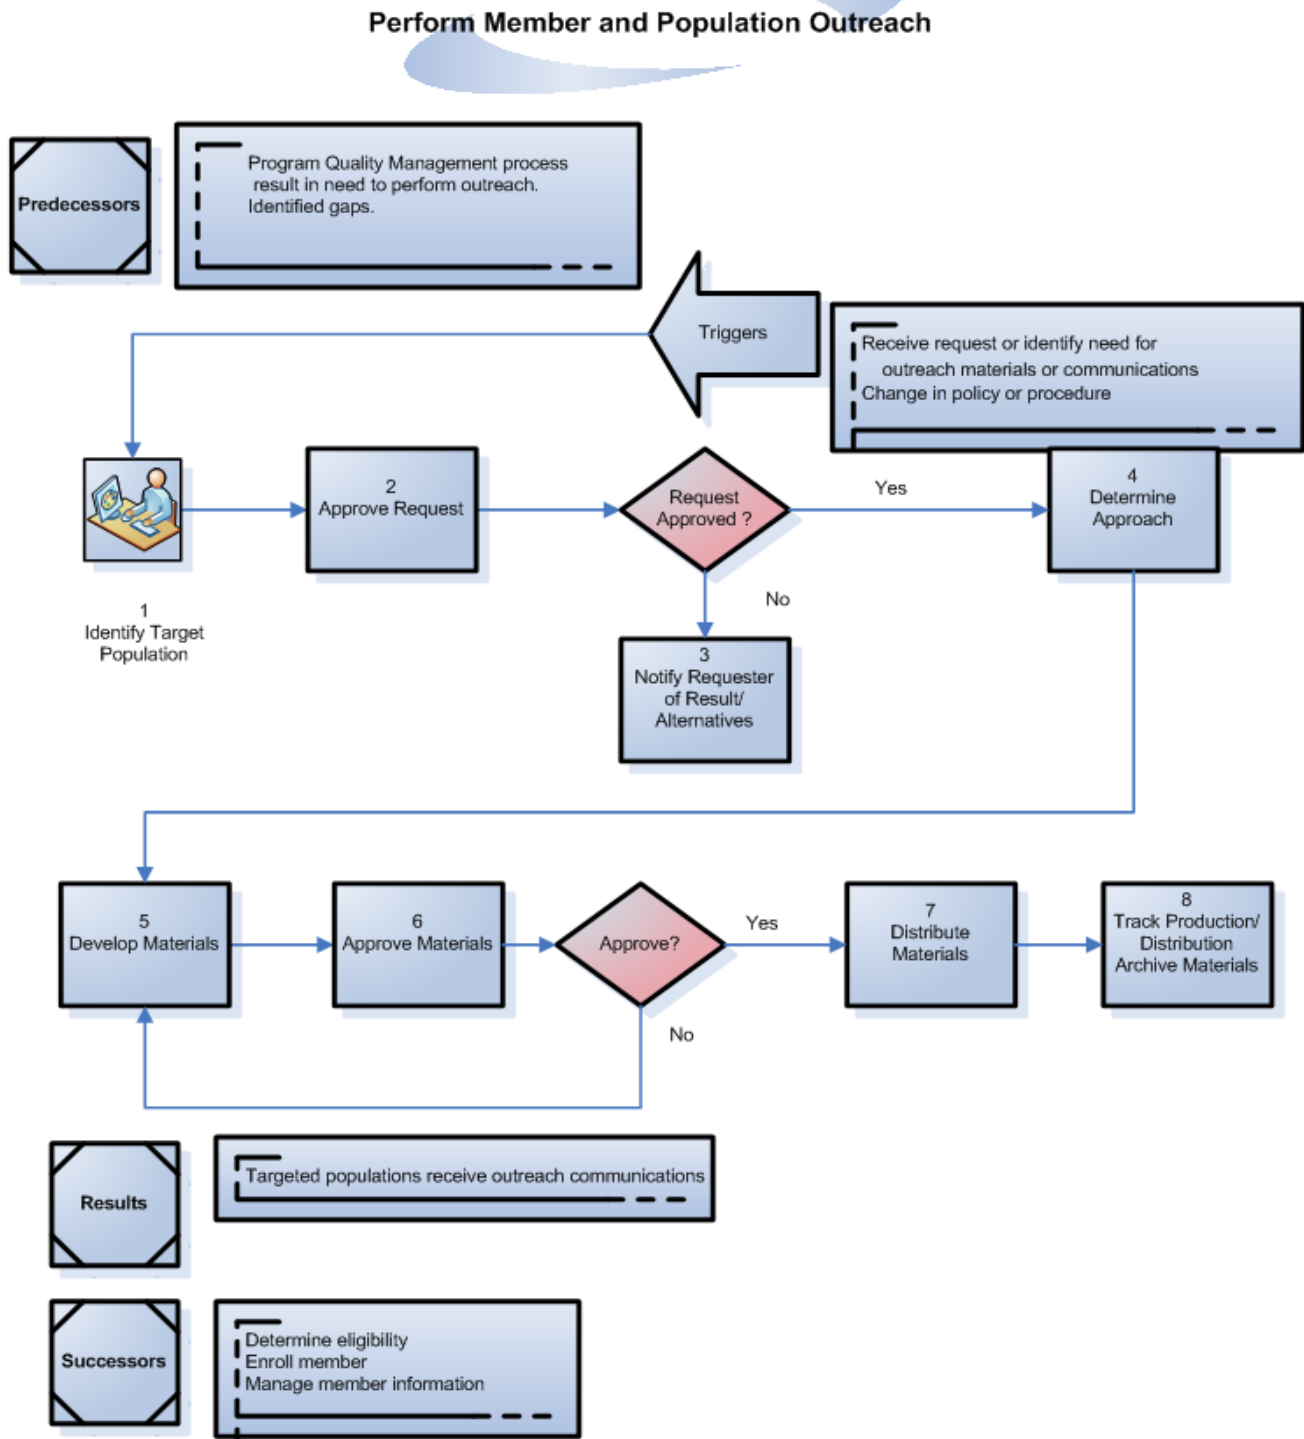 Perform Member and Population Outreach
Predecessors
Program Quality Management process
result in need to perform outreach.
Identified gaps.
Triggers
Receive request or identify need for
outreach materials or communications
Change in policy or procedure
1
Identify Target
Population
2
Approve Request
Request
Approved ?
Yes
No
3
Notify Requester
of Result/
Alternatives
4
Determine
Approach
5
Develop Materials
6
Approve Materials
Approve?
Yes
No
7
Distribute
Materials
8
Track Production/
Distribution
Archive Materials
Results
Targeted populations receive outreach communications
Successors
Determine eligibility
Enroll member
Manage member information